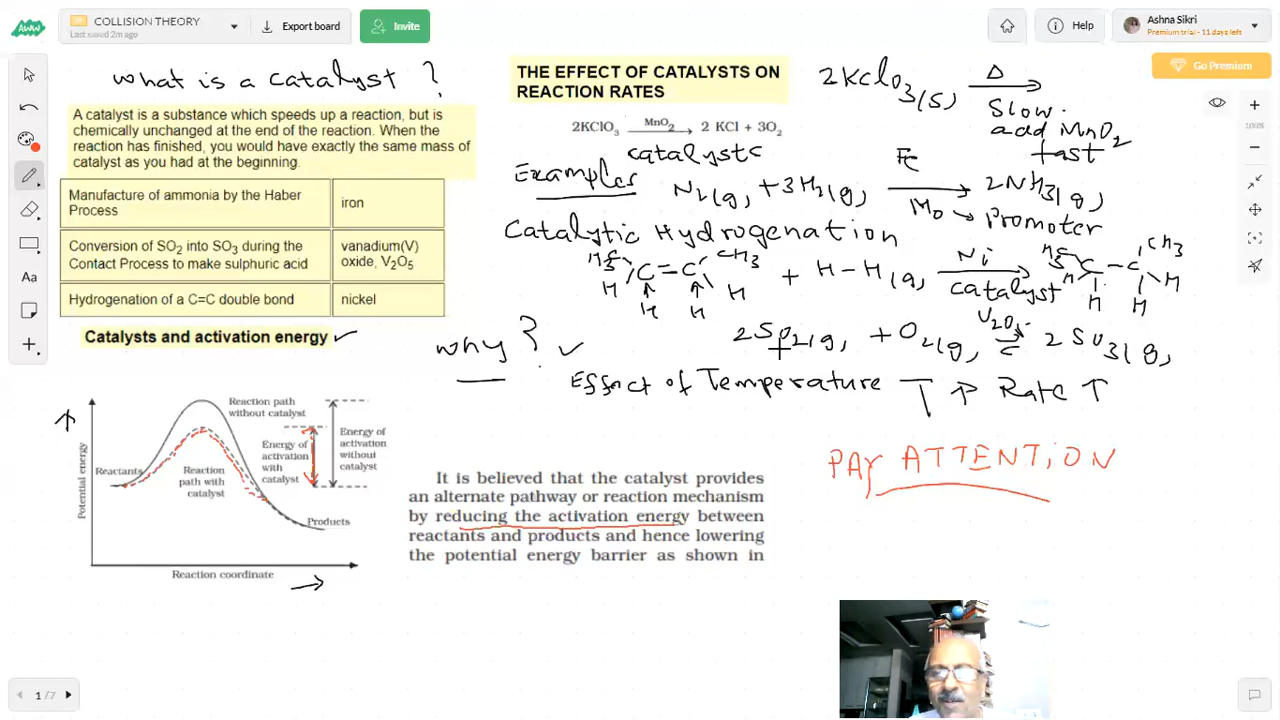 AWW
COLLISION THEORY
Last saved 2m ago
Export board
Invite
Help
Ashna Sikri
Premium trial - 11 days left
Go Premium
100%
what is a catalyst ?
A catalyst is a substance which speeds up a reaction, but is
chemically unchanged at the end of the reaction. When the
reaction has finished, you would have exactly the same mass of
catalyst as you had at the beginning.
Manufacture of ammonia by the Haber
Process
iron
Conversion of SO2 into SO3 during the
Contact Process to make sulphuric acid
vanadium(V)
oxide, V2O5
Hydrogenation of a C=C double bond
nickel
Catalysts and activation energy
THE EFFECT OF CATALYSTS ON
REACTION RATES
2KClO3 MnO2 2 KCl + 3O2
2KClO3(s) Δ
Slow.
add MnO2
fast
Examples
N2(g) + 3H2(g) Fe 2NH3(g)
Mo → Promoter
Catalytic Hydrogenation
H3C C = C CH3 + H-H(g) Ni H3C C - C CH3
catalyst
H H H H H H H H
why ?
2SO2(g) + O2(g) V2O5 2 SO3(g)
Effect of Temperature T ↑ Rate ↑
PAY ATTENTION
Potential energy
Reactants
Reaction path
without catalyst
Reaction
path with
catalyst
Energy of
activation
with
catalyst
Energy of
activation
without
catalyst
Products
Reaction coordinate
It is believed that the catalyst provides
an alternate pathway or reaction mechanism
by reducing the activation energy between
reactants and products and hence lowering
the potential energy barrier as shown in
Aa
1/7